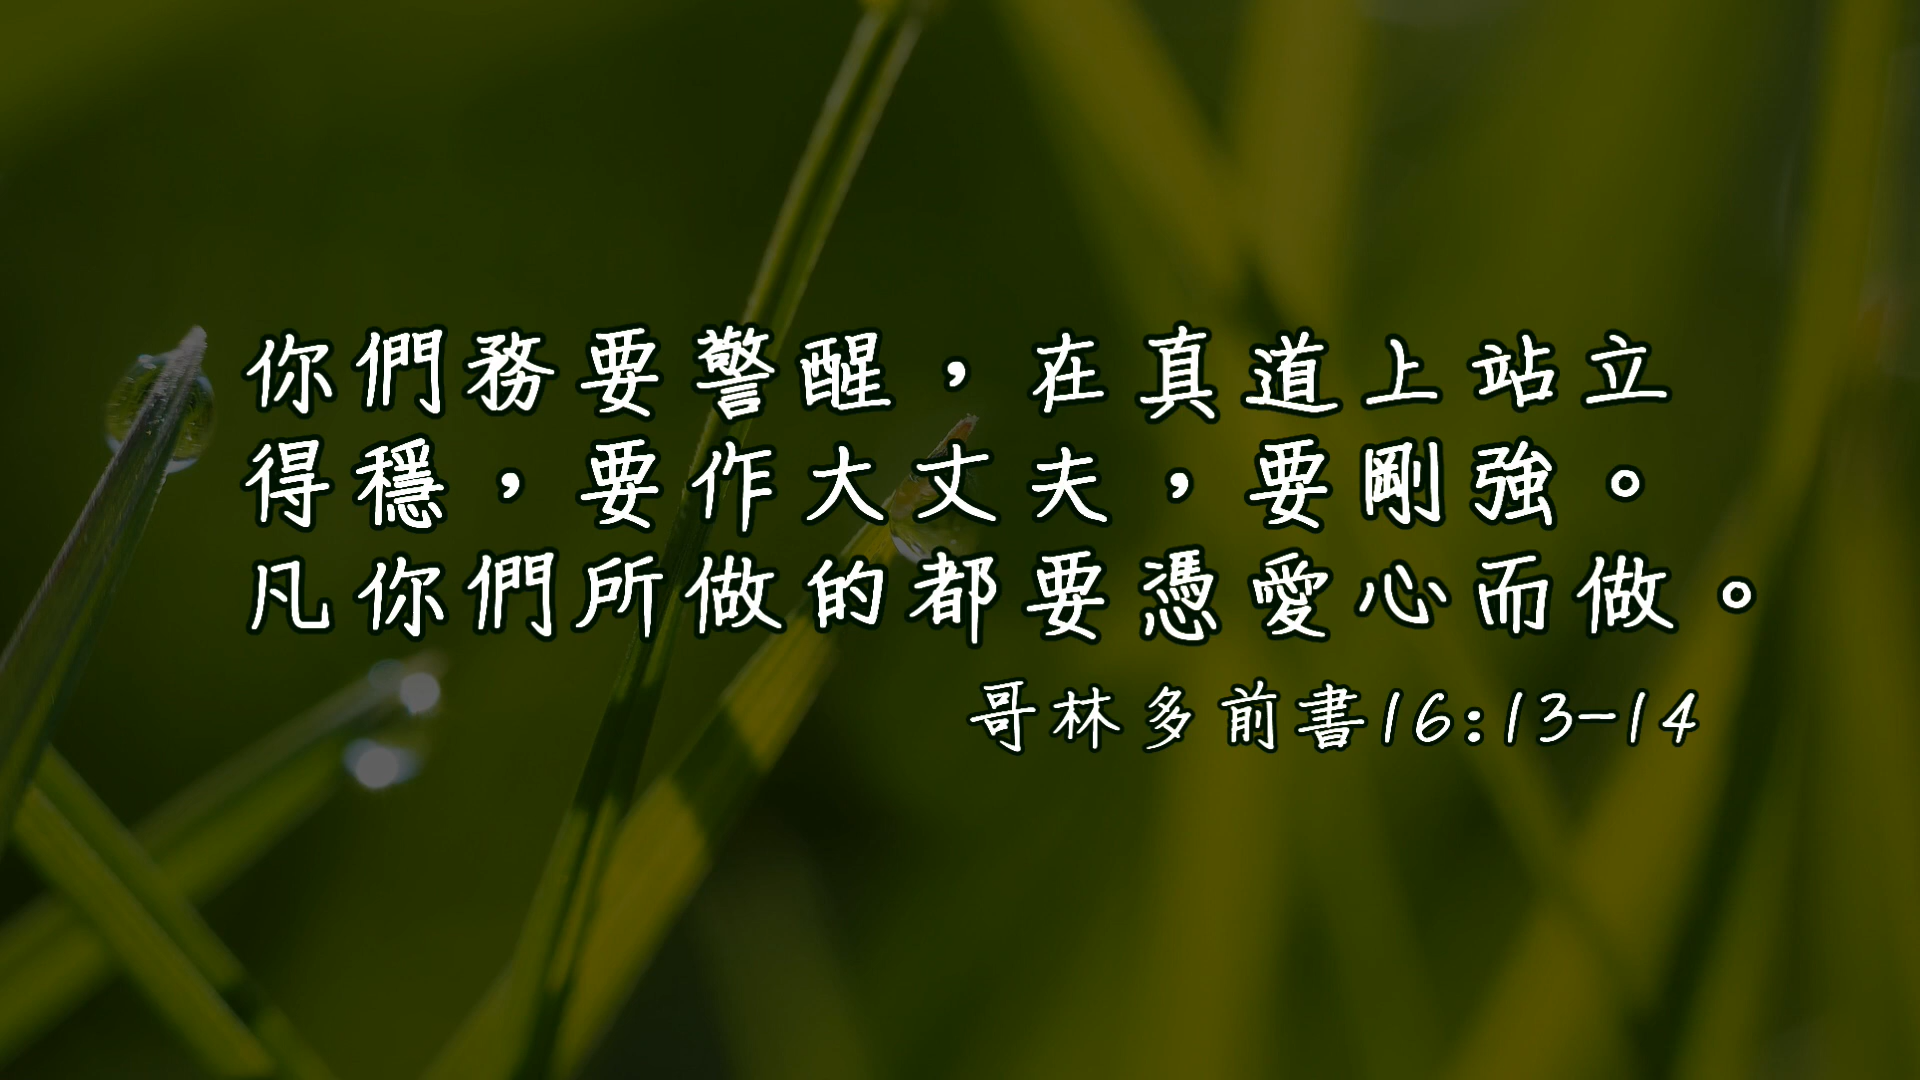 你們務要警醒，在真道上站立
得穩，要作大丈夫，要剛強。
凡你們所做的都要憑愛心而做。
哥林多前書16:13-14